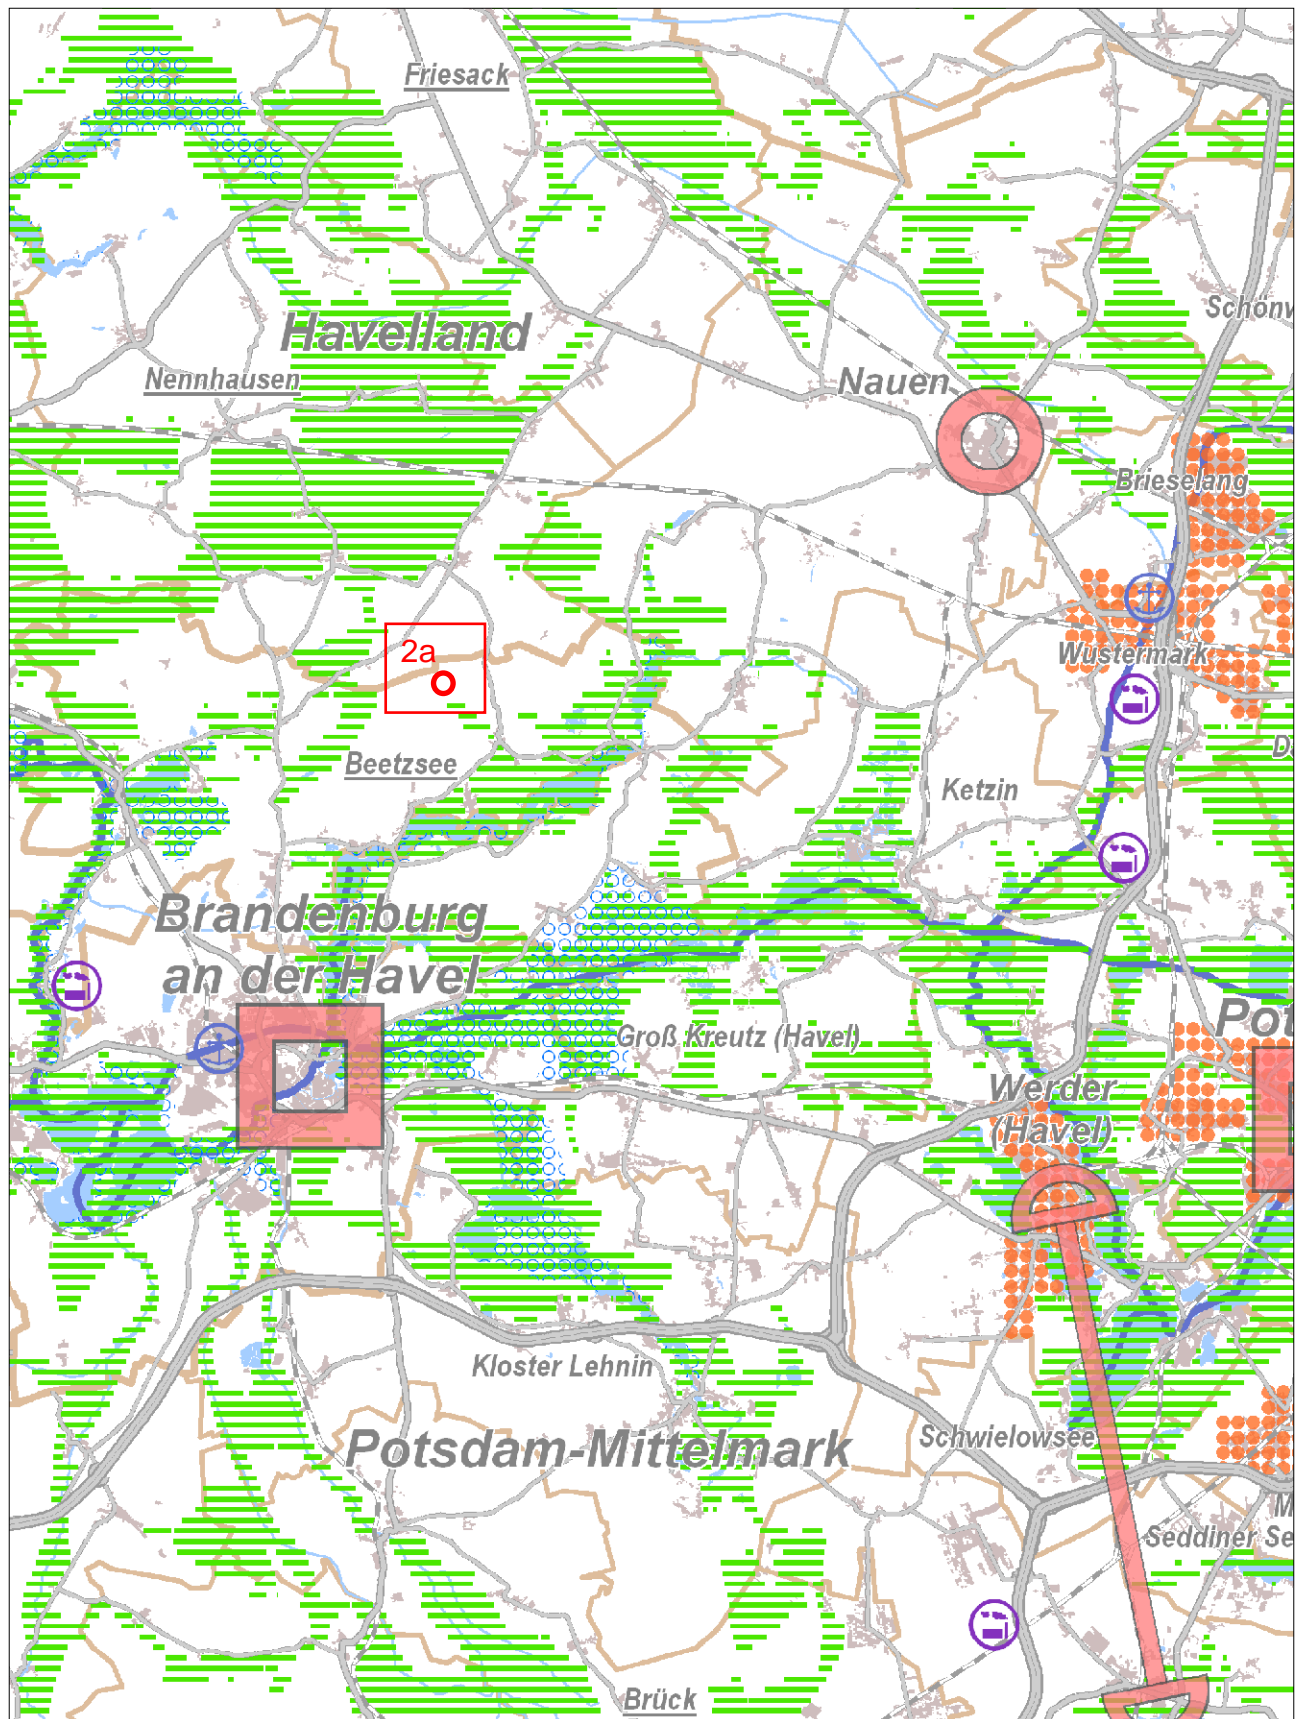 Friesack
Schönw
Havelland
Nennhausen
Nauen
Brieselang
2a
Wustermark
Beetzsee
D
Ketzin
Brandenburg
an der Havel
Pot
Groß Kreutz (Havel)
Werder
(Havel)
Kloster Lehnin
Potsdam-Mittelmark
Schwielowsee
M
Seddiner Se
Brück